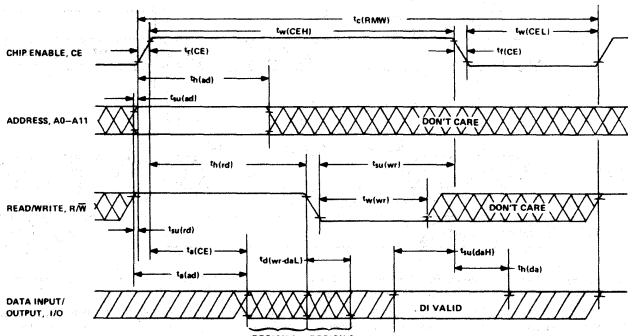 tc(RMW)
tw(CEH)
tw(CEL)
CHIP ENABLE, CE
tr(CE)
tf(CE)
th(ad)
tsu(ad)
ADDRESS, A0–A11
DON'T CARE
th(rd)
tsu(wr)
tw(wr)
READ/WRITE, R/W̅
DON'T CARE
tsu(rd)
ta(CE)
td(wr-daL)
tsu(daH)
ta(ad)
th(da)
DATA INPUT/
OUTPUT, I/O
DI VALID